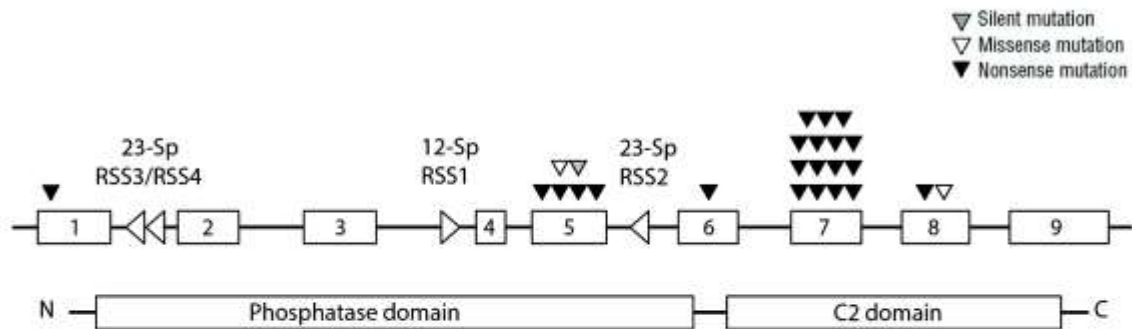 Silent mutation
Missense mutation
Nonsense mutation
23-Sp
RSS3/RSS4
12-Sp
RSS1
23-Sp
RSS2
1 2 3 4 5 6 7 8 9
N Phosphatase domain C2 domain C